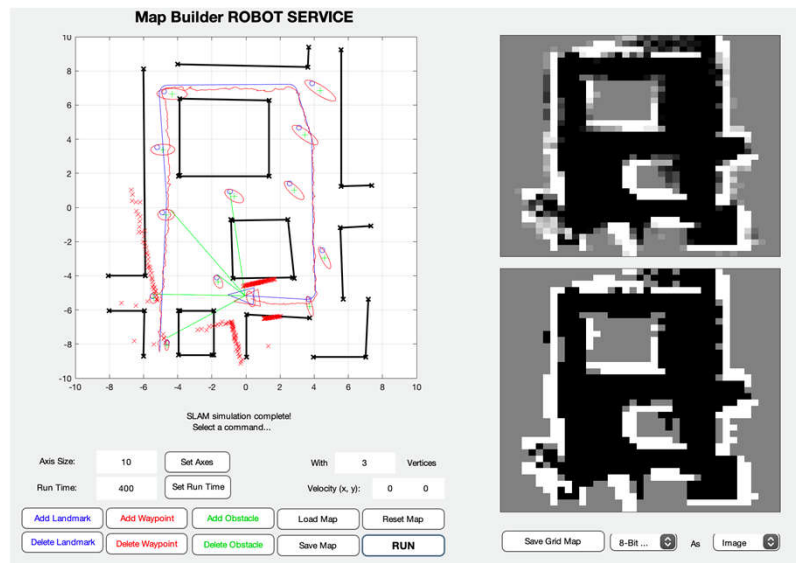 Map Builder ROBOT SERVICE
10
8
6
4
2
0
-2
-4
-6
-8
-10
-10 -8 -6 -4 -2 0 2 4 6 8 10
SLAM simulation complete!
Select a command...
Axis Size: 10 Set Axes With 3 Vertices
Run Time: 400 Set Run Time Velocity (x, y): 0 0
Add Landmark Add Waypoint Add Obstacle Load Map Reset Map
Delete Landmark Delete Waypoint Delete Obstacle Save Map RUN
Save Grid Map 8-Bit ... As Image